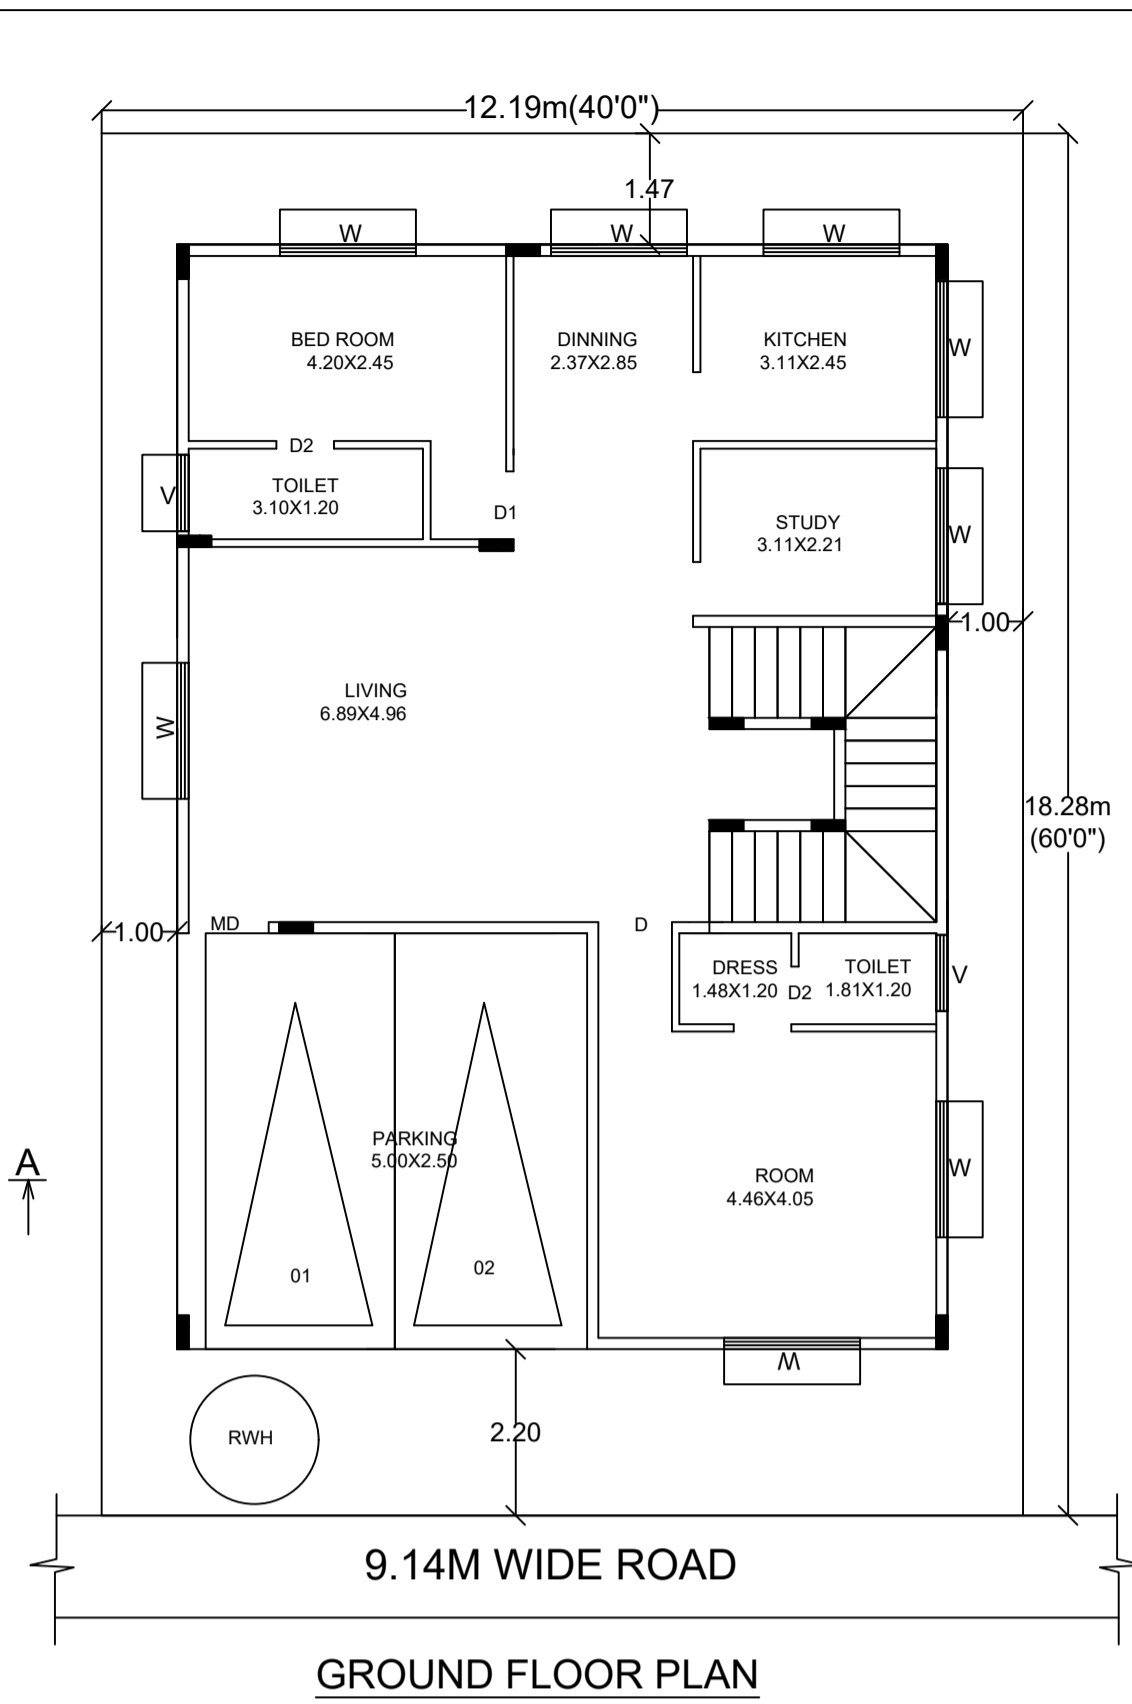 12.19m(40'0")
1.47
W
W
W
BED ROOM
4.20X2.45
DINNING
2.37X2.85
KITCHEN
3.11X2.45
W
D2
TOILET
3.10X1.20
V
D1
STUDY
3.11X2.21
W
1.00
LIVING
6.89X4.96
W
18.28m
(60'0")
1.00
MD
D
DRESS
1.48X1.20
D2
TOILET
1.81X1.20
V
PARKING
5.00X2.50
A
ROOM
4.46X4.05
W
01
02
W
RWH
2.20
9.14M WIDE ROAD
GROUND FLOOR PLAN